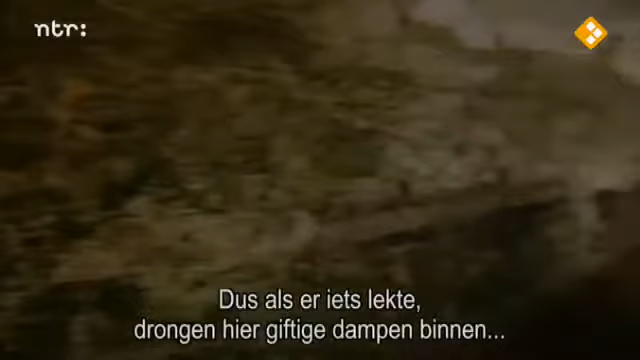 ntr:
Dus als er iets lekte,
drongen hier giftige dampen binnen...